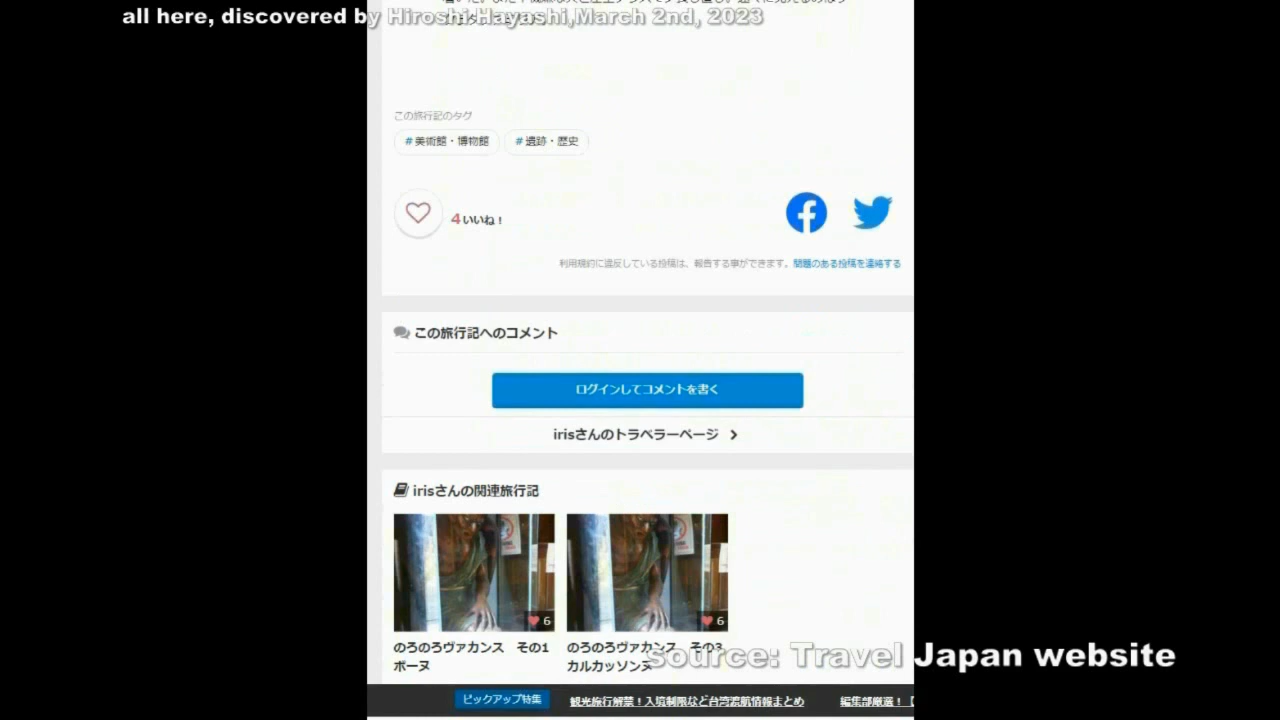 all here, discovered by Hiroshi Hayashi,March 2nd, 2023
この旅行記のタグ
#美術館・博物館 #遺跡・歴史
4いいね！
利用規約に違反している投稿は、報告する事ができます。問題のある投稿を連絡する
この旅行記へのコメント
ログインしてコメントを書く
irisさんのトラベラーページ
irisさんの関連旅行記
6 6
のろのろヴァカンス その1 のろのろヴァカンス その3
ボーヌ カルカッソンヌ
source: Travel Japan website
ピックアップ特集 観光旅行解禁！入境制限など台湾渡航情報まとめ 編集部厳選！